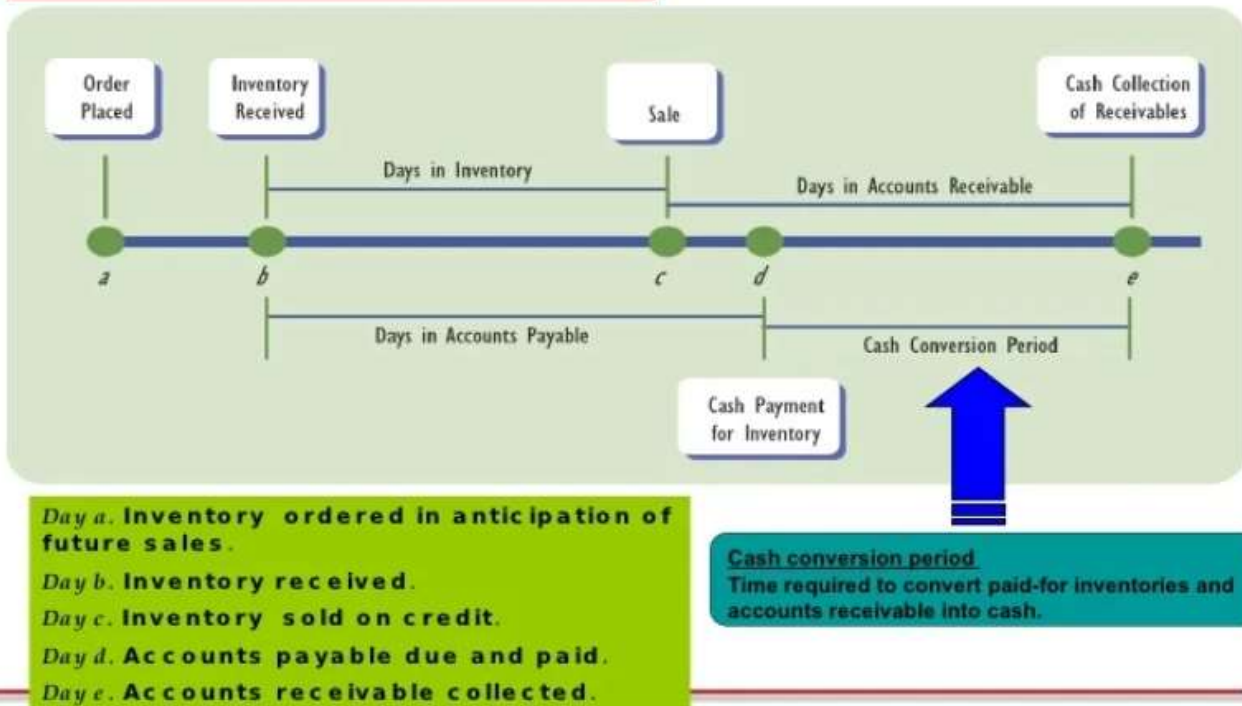 Order
Placed
Inventory
Received
Sale
Cash Collection
of Receivables
Days in Inventory
Days in Accounts Receivable
a
b
c
d
e
Days in Accounts Payable
Cash Conversion Period
Cash Payment
for Inventory
Day a. Inventory ordered in anticipation of
future sales.
Day b. Inventory received.
Day c. Inventory sold on credit.
Day d. Accounts payable due and paid.
Day e. Accounts receivable collected.
Cash conversion period
Time required to convert paid-for inventories and
accounts receivable into cash.